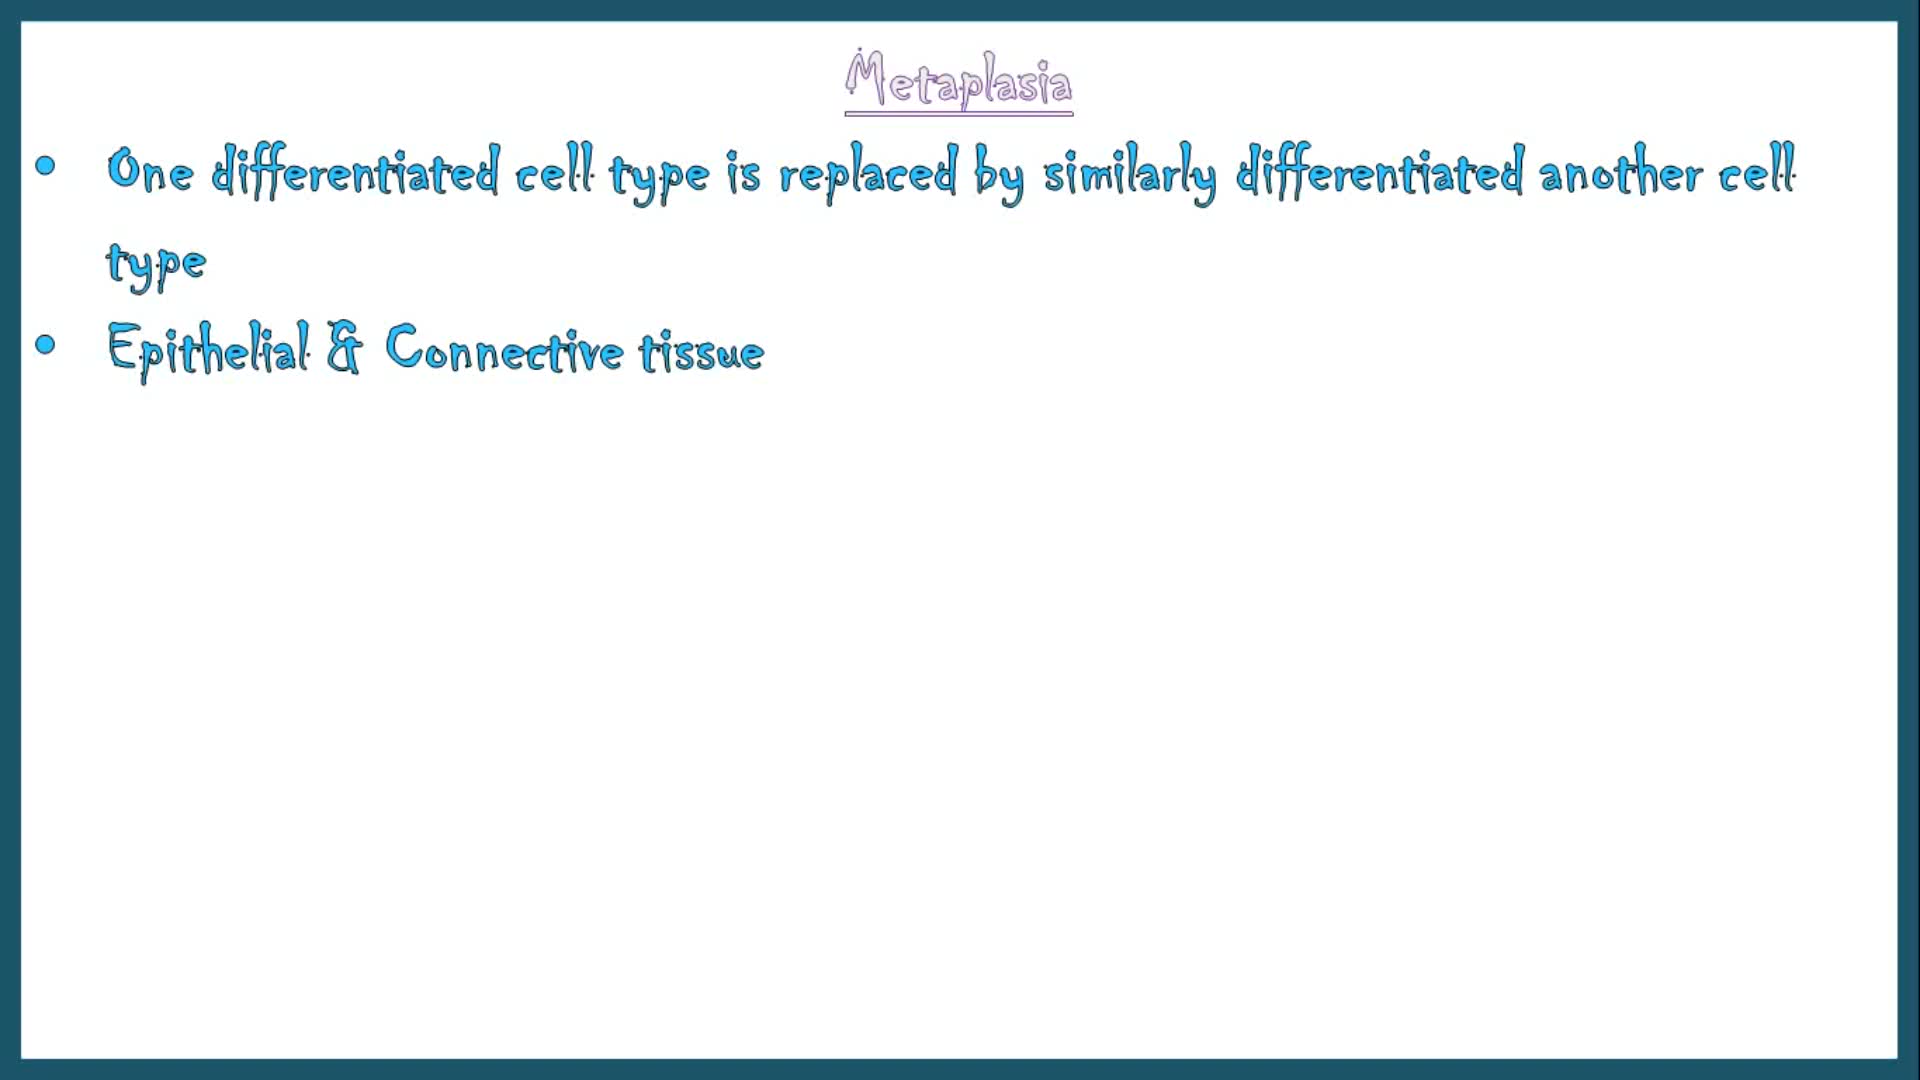 Metaplasia
• One differentiated cell type is replaced by similarly differentiated another cell
type
• Epithelial & Connective tissue